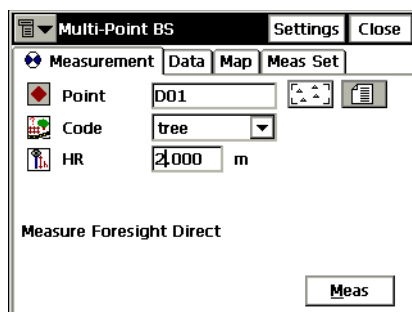 Multi-Point BS Settings Close
Measurement Data Map Meas Set
Point D01
Code tree
HR 2.000 m
Measure Foresight Direct
Meas